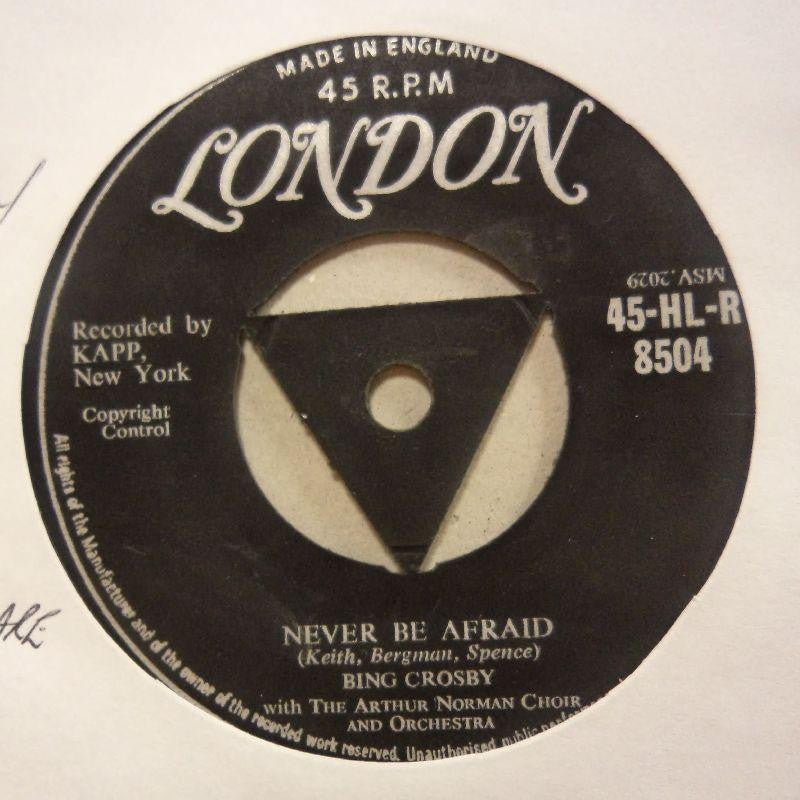 MADE IN ENGLAND
45 R.P.M
LONDON
MSV.2029
45-HL-R
8504
Recorded by
KAPP,
New York
Copyright
Control
NEVER BE AFRAID
(Keith, Bergman, Spence)
BING CROSBY
with THE ARTHUR NORMAN CHOIR
AND ORCHESTRA
All rights of the Manufacturer and of the owner of the recorded work reserved. Unauthorised public